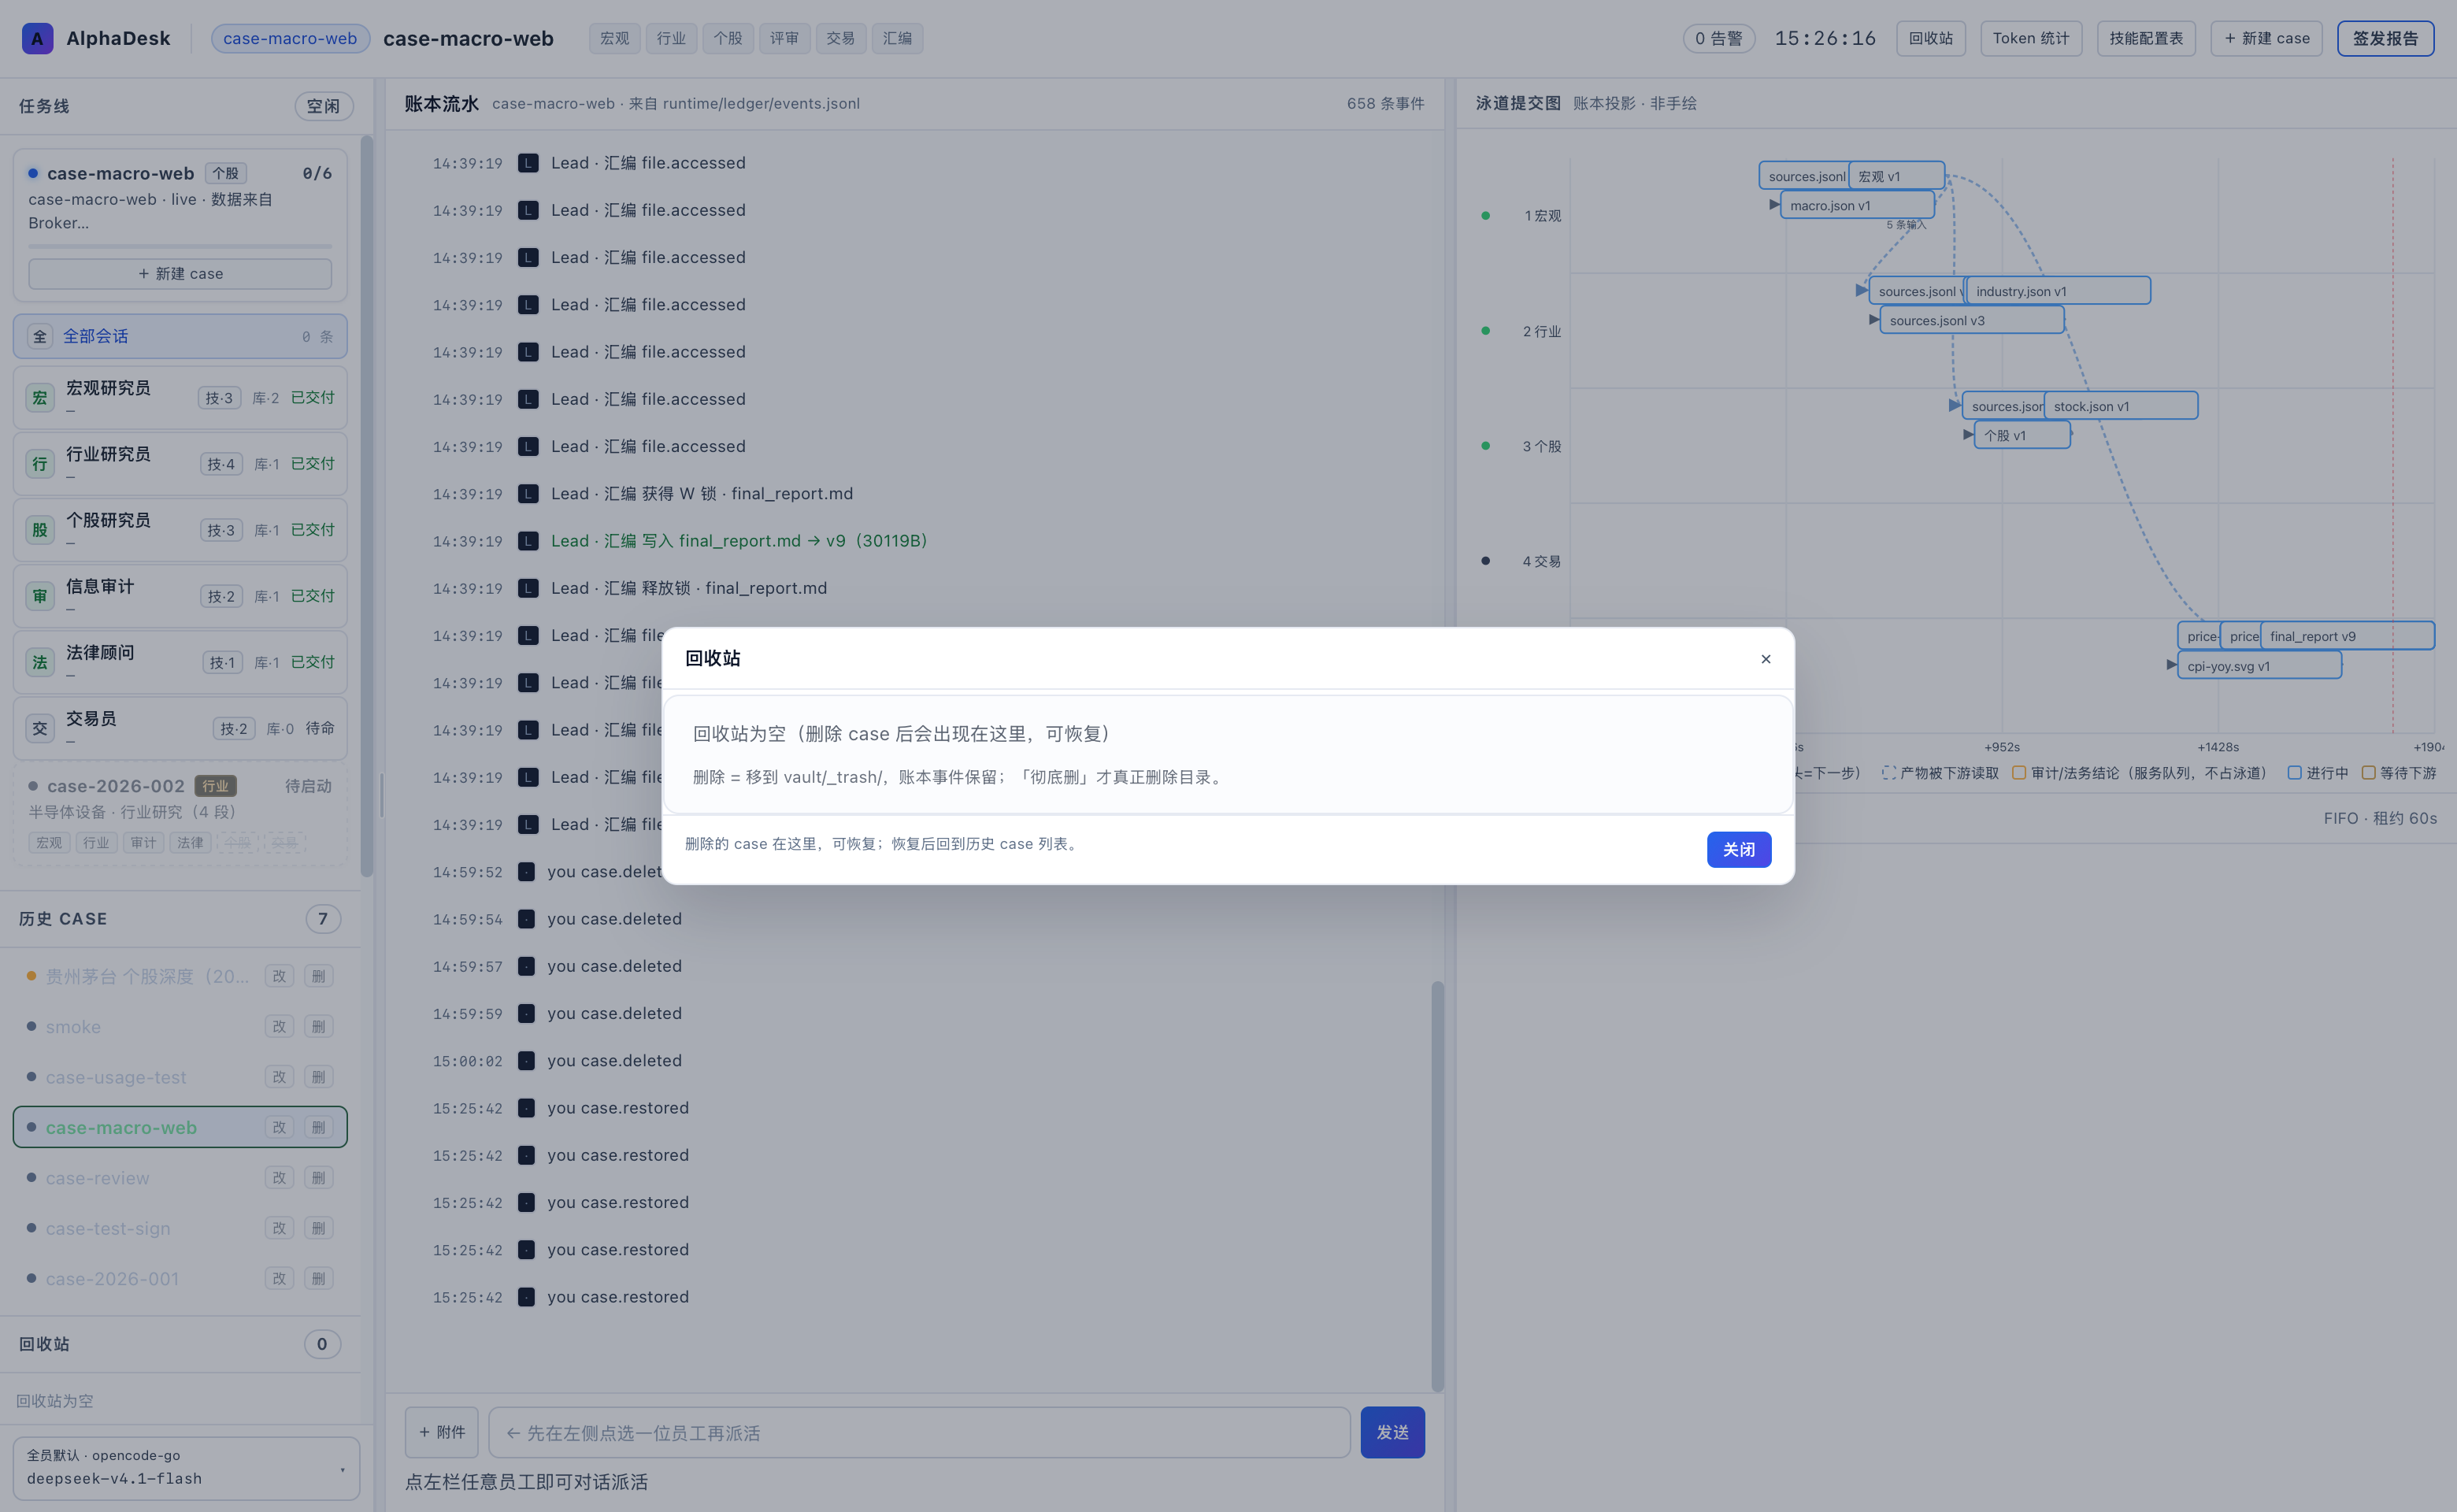 A AlphaDesk case-macro-web case-macro-web 宏观 行业 个股 评审 交易 汇编 0 告警 15:26:16 回收站 Token 统计 技能配置表 + 新建 case 签发报告
任务线 空闲
case-macro-web 个股 0/6
case-macro-web · live · 数据来自
Broker…
+ 新建 case
全 全部会话 0 条
宏 宏观研究员 技·3 库·2 已交付
—
行 行业研究员 技·4 库·1 已交付
—
股 个股研究员 技·3 库·1 已交付
—
审 信息审计 技·2 库·1 已交付
—
法 法律顾问 技·1 库·1 已交付
—
交 交易员 技·2 库·0 待命
—
case-2026-002 行业 待启动
半导体设备 · 行业研究（4 段）
宏观 行业 审计 法律 个股 交易
历史 CASE 7
贵州茅台 个股深度（20… 改 删
smoke 改 删
case-usage-test 改 删
case-macro-web 改 删
case-review 改 删
case-test-sign 改 删
case-2026-001 改 删
回收站 0
回收站为空
全员默认 · opencode-go
deepseek-v4.1-flash
账本流水 case-macro-web · 来自 runtime/ledger/events.jsonl 658 条事件
14:39:19 L Lead · 汇编 file.accessed
14:39:19 L Lead · 汇编 file.accessed
14:39:19 L Lead · 汇编 file.accessed
14:39:19 L Lead · 汇编 file.accessed
14:39:19 L Lead · 汇编 file.accessed
14:39:19 L Lead · 汇编 file.accessed
14:39:19 L Lead · 汇编 file.accessed
14:39:19 L Lead · 汇编 获得 W 锁 · final_report.md
14:39:19 L Lead · 汇编 写入 final_report.md → v9（30119B）
14:39:19 L Lead · 汇编 释放锁 · final_report.md
14:39:19 L Lead · 汇编 file
14:39:19 L Lead · 汇编 file
14:39:19 L Lead · 汇编 file
14:39:19 L Lead · 汇编 file
14:39:19 L Lead · 汇编 file
14:59:52 · you case.delet
14:59:54 · you case.deleted
14:59:57 · you case.deleted
14:59:59 · you case.deleted
15:00:02 · you case.deleted
15:25:42 · you case.restored
15:25:42 · you case.restored
15:25:42 · you case.restored
15:25:42 · you case.restored
15:25:42 · you case.restored
+ 附件 ← 先在左侧点选一位员工再派活 发送
点左栏任意员工即可对话派活
回收站 ×
回收站为空（删除 case 后会出现在这里，可恢复）
删除 = 移到 vault/_trash/，账本事件保留；「彻底删」才真正删除目录。
删除的 case 在这里，可恢复；恢复后回到历史 case 列表。 关闭
泳道提交图 账本投影 · 非手绘
sources.jsonl 宏观 v1
1 宏观 macro.json v1
5 条输入
sources.jsonl v industry.json v1
2 行业 sources.jsonl v3
sources.jsor stock.json v1
3 个股 个股 v1
4 交易
price- price final_report v9
cpi-yoy.svg v1
s +952s +1428s +190
=下一步） 产物被下游读取 审计/法务结论（服务队列，不占泳道） 进行中 等待下游
FIFO · 租约 60s